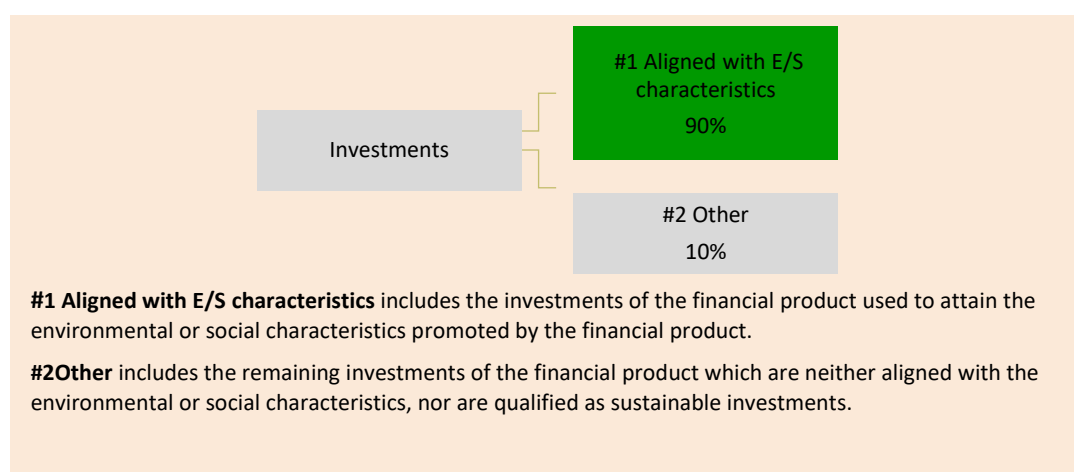 #1 Aligned with E/S
characteristics
90%
Investments
#2 Other
10%
#1 Aligned with E/S characteristics includes the investments of the financial product used to attain the
environmental or social characteristics promoted by the financial product.
#2Other includes the remaining investments of the financial product which are neither aligned with the
environmental or social characteristics, nor are qualified as sustainable investments.